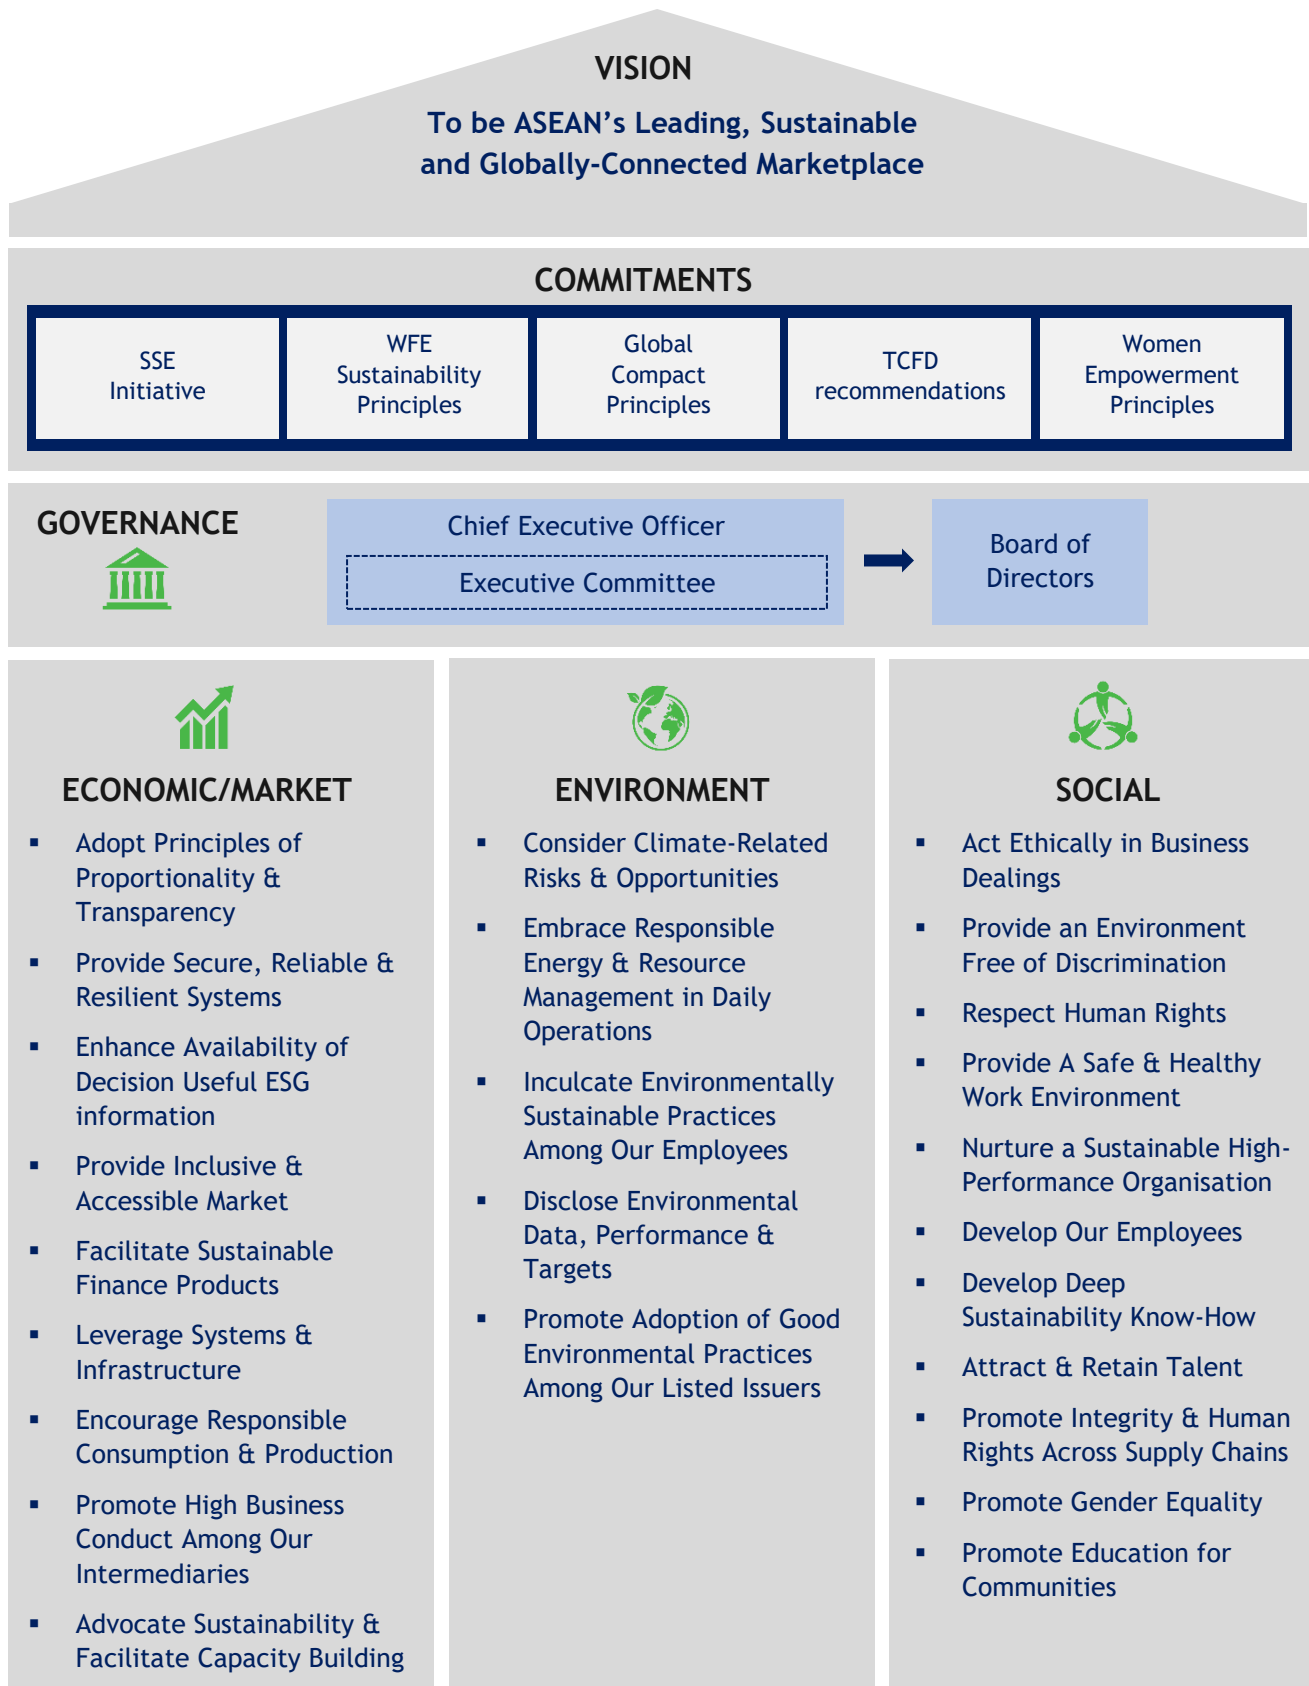 VISION
To be ASEAN’s Leading, Sustainable
and Globally-Connected Marketplace
COMMITMENTS
SSE
Initiative
WFE
Sustainability
Principles
Global
Compact
Principles
TCFD
recommendations
Women
Empowerment
Principles
GOVERNANCE
Chief Executive Officer
Executive Committee
Board of
Directors
ECONOMIC/MARKET
▪ Adopt Principles of
Proportionality &
Transparency
▪ Provide Secure, Reliable &
Resilient Systems
▪ Enhance Availability of
Decision Useful ESG
information
▪ Provide Inclusive &
Accessible Market
▪ Facilitate Sustainable
Finance Products
▪ Leverage Systems &
Infrastructure
▪ Encourage Responsible
Consumption & Production
▪ Promote High Business
Conduct Among Our
Intermediaries
▪ Advocate Sustainability &
Facilitate Capacity Building
ENVIRONMENT
▪ Consider Climate-Related
Risks & Opportunities
▪ Embrace Responsible
Energy & Resource
Management in Daily
Operations
▪ Inculcate Environmentally
Sustainable Practices
Among Our Employees
▪ Disclose Environmental
Data, Performance &
Targets
▪ Promote Adoption of Good
Environmental Practices
Among Our Listed Issuers
SOCIAL
▪ Act Ethically in Business
Dealings
▪ Provide an Environment
Free of Discrimination
▪ Respect Human Rights
▪ Provide A Safe & Healthy
Work Environment
▪ Nurture a Sustainable High-
Performance Organisation
▪ Develop Our Employees
▪ Develop Deep
Sustainability Know-How
▪ Attract & Retain Talent
▪ Promote Integrity & Human
Rights Across Supply Chains
▪ Promote Gender Equality
▪ Promote Education for
Communities